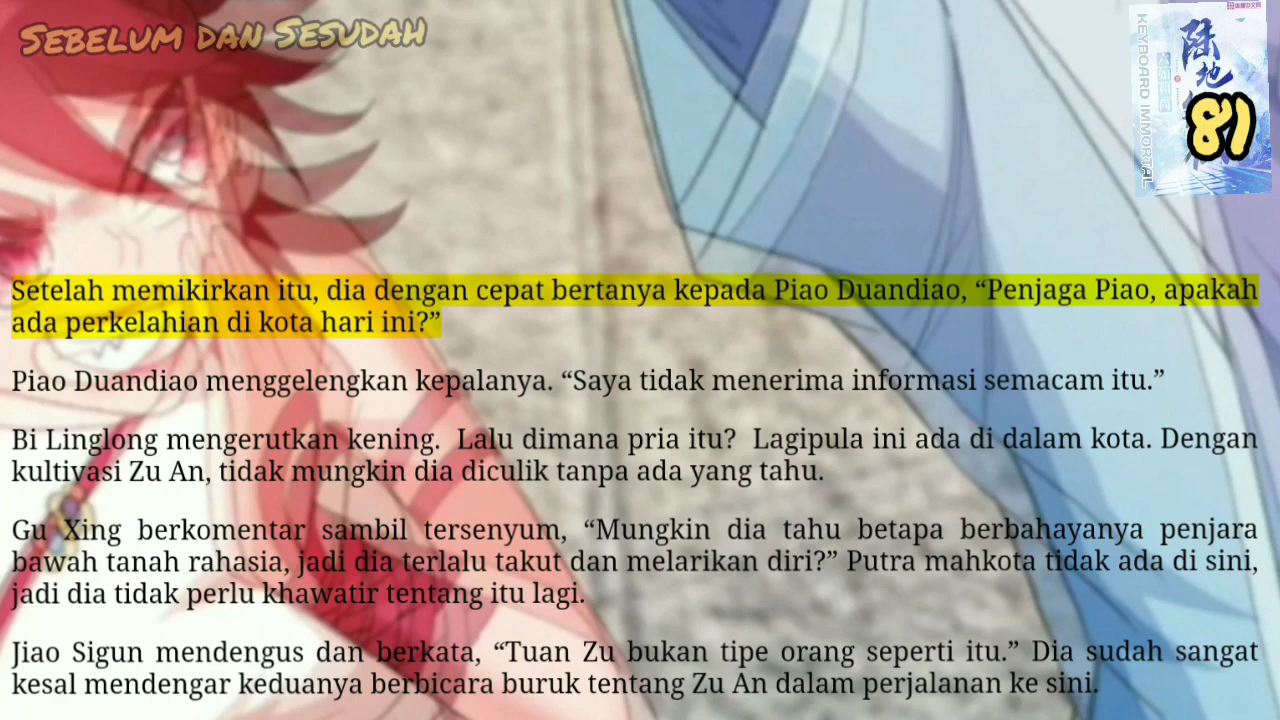 Sebelum dan Sesudah
KEYBOARD IMMORTAL
陆地
81
Setelah memikirkan itu, dia dengan cepat bertanya kepada Piao Duandiao, “Penjaga Piao, apakah
ada perkelahian di kota hari ini?”
Piao Duandiao menggelengkan kepalanya. “Saya tidak menerima informasi semacam itu.”
Bi Linglong mengerutkan kening.  Lalu dimana pria itu?  Lagipula ini ada di dalam kota. Dengan
kultivasi Zu An, tidak mungkin dia diculik tanpa ada yang tahu.
Gu Xing berkomentar sambil tersenyum, “Mungkin dia tahu betapa berbahayanya penjara
bawah tanah rahasia, jadi dia terlalu takut dan melarikan diri?” Putra mahkota tidak ada di sini,
jadi dia tidak perlu khawatir tentang itu lagi.
Jiao Sigun mendengus dan berkata, “Tuan Zu bukan tipe orang seperti itu.” Dia sudah sangat
kesal mendengar keduanya berbicara buruk tentang Zu An dalam perjalanan ke sini.